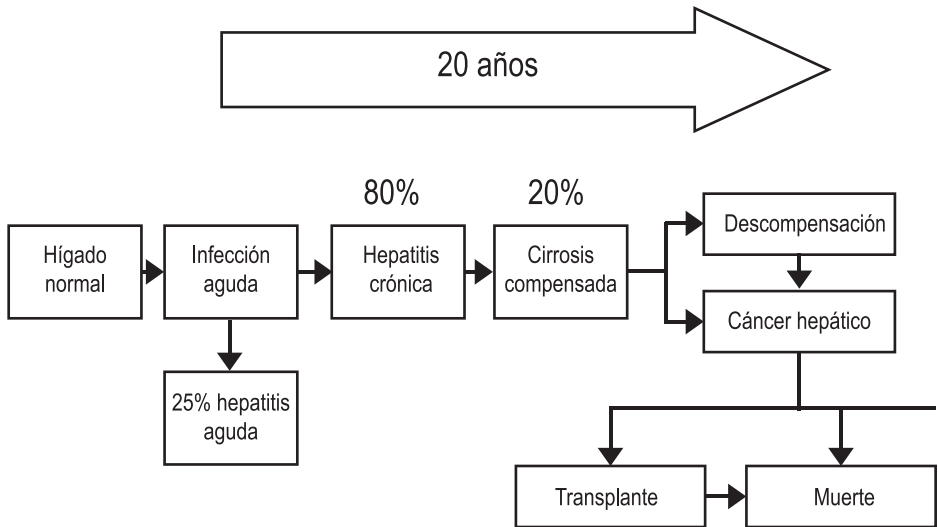 20 años
80%
20%
Hígado
normal
Infección
aguda
Hepatitis
crónica
Cirrosis
compensada
Descompensación
Cáncer hepático
25% hepatitis
aguda
Transplante
Muerte